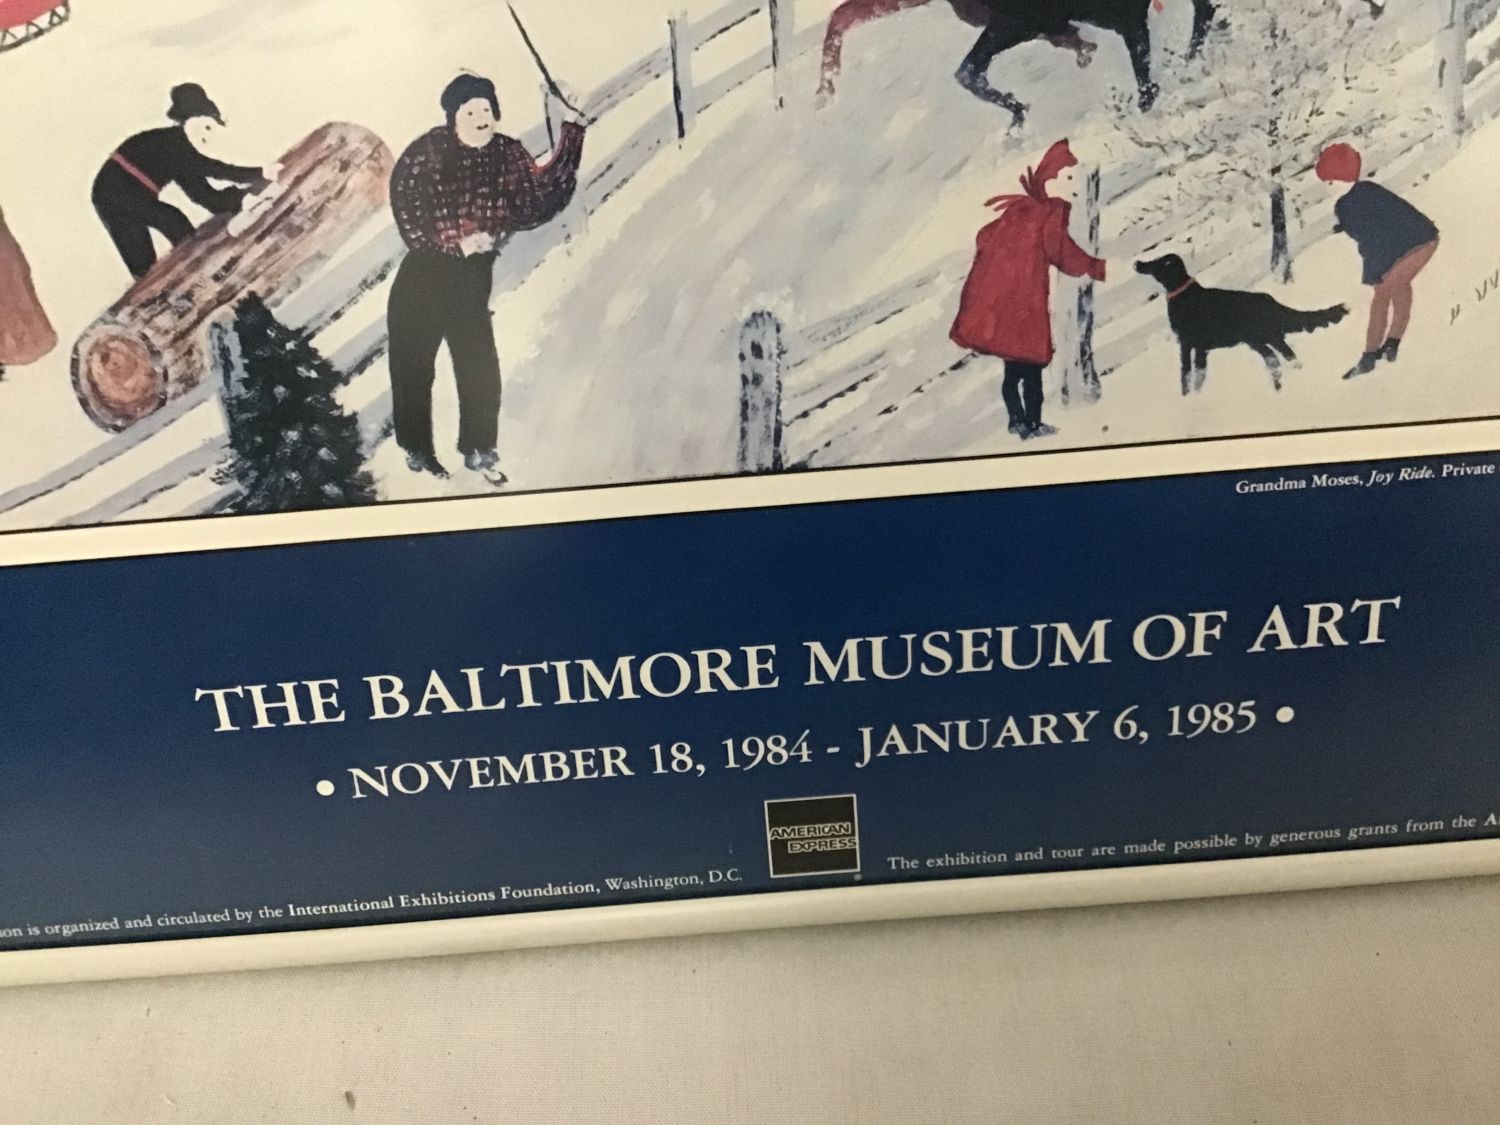 Grandma Moses, Joy Ride. Private
THE BALTIMORE MUSEUM OF ART
• NOVEMBER 18, 1984 - JANUARY 6, 1985 •
AMERICAN
EXPRESS
®
on is organized and circulated by the International Exhibitions Foundation, Washington, D.C.
The exhibition and tour are made possible by generous grants from the